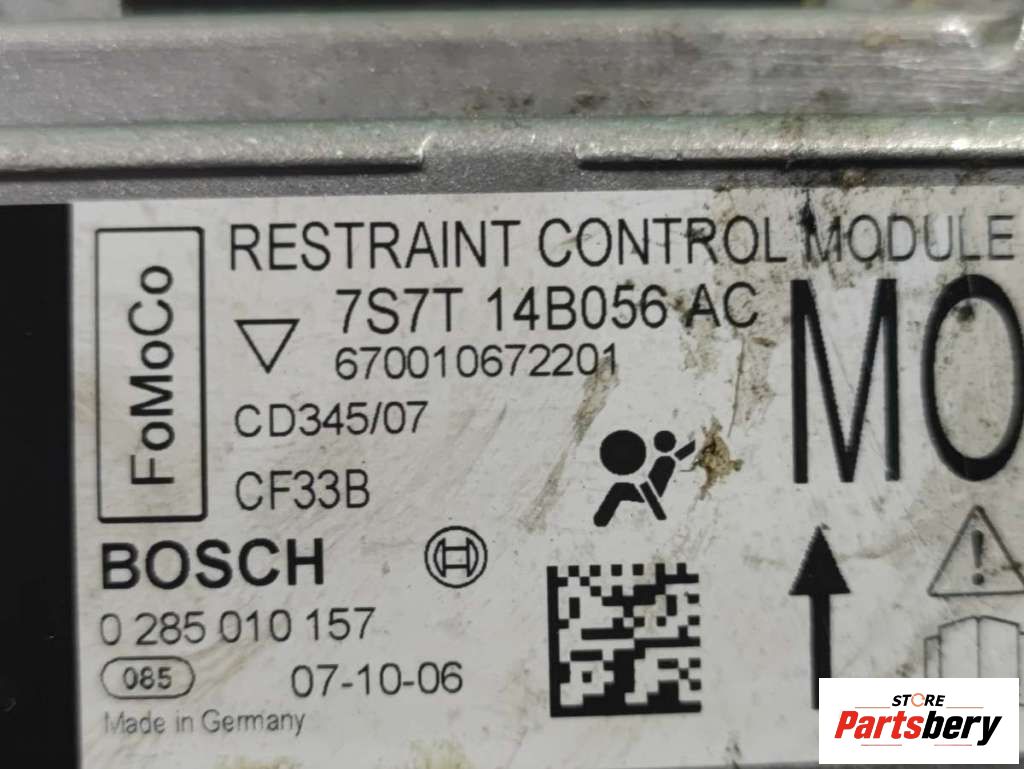 RESTRAINT CONTROL MODULE
FoMoCo
7S7T 14B056 AC
670010672201
CD345/07
CF33B
MO
BOSCH
0 285 010 157
085
07-10-06
Made in Germany
STORE
Partsbery